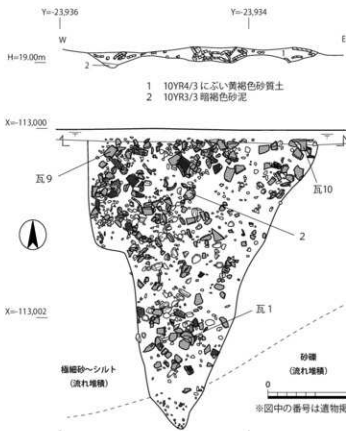 Y=-23,936
Y=-23,934
W
E
H=19.00m
1
2
1 10YR4/3 にぶい黄褐色砂質土
2 10YR3/3 暗褐色砂泥
X=-113,000
瓦9
瓦10
2
X=-113,002
瓦1
極細砂～シルト
(流れ堆積)
砂礫
(流れ堆積)
0
※図中の番号は遺物掲